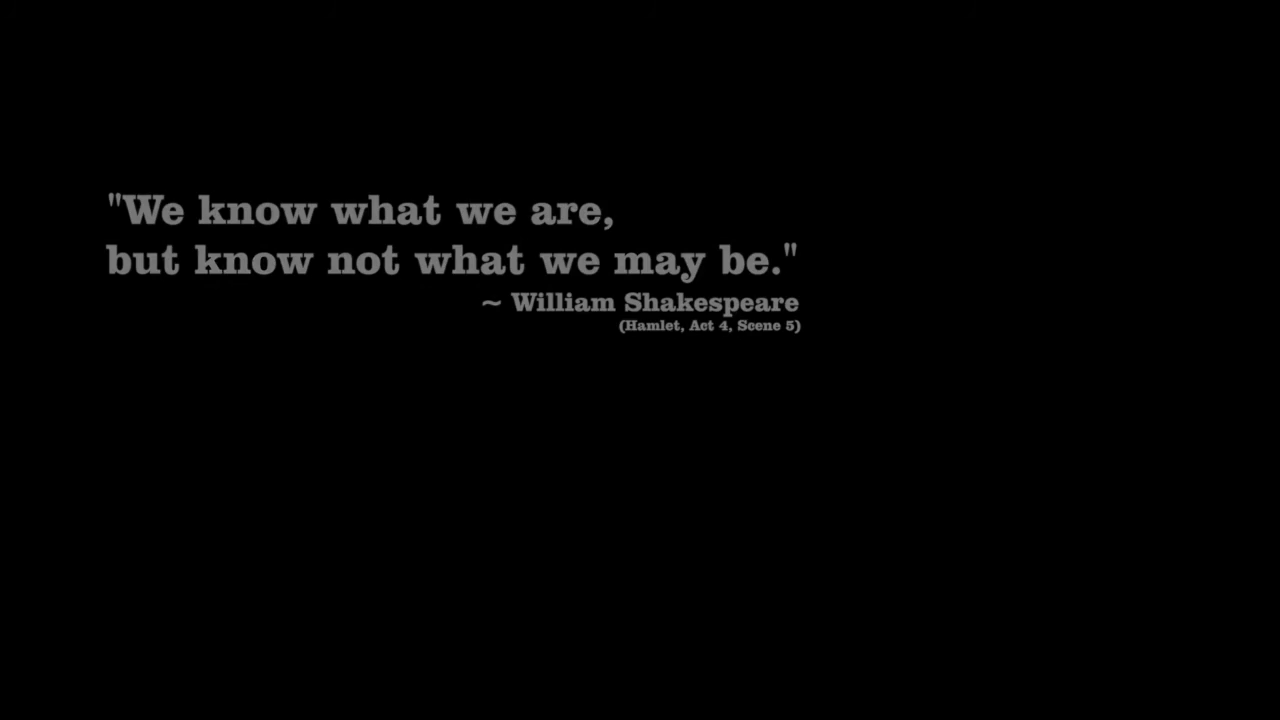 "We know what we are,
but know not what we may be."
~ William Shakespeare
(Hamlet, Act 4, Scene 5)